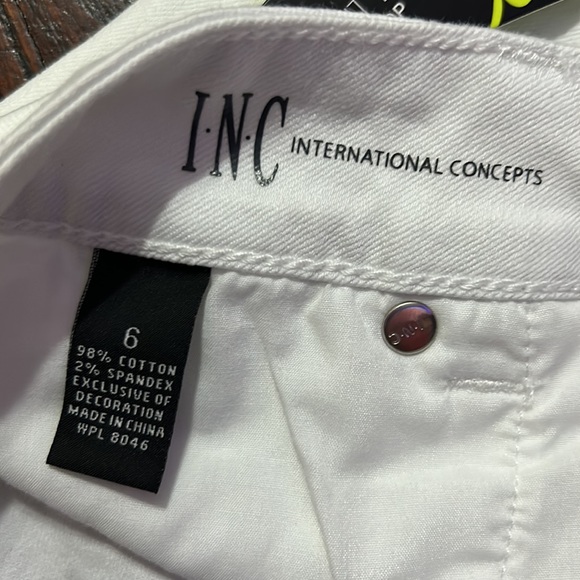 I·N·C INTERNATIONAL CONCEPTS
I·N·C
6
98% COTTON
2% SPANDEX
EXCLUSIVE OF
DECORATION
MADE IN CHINA
WPL 8046